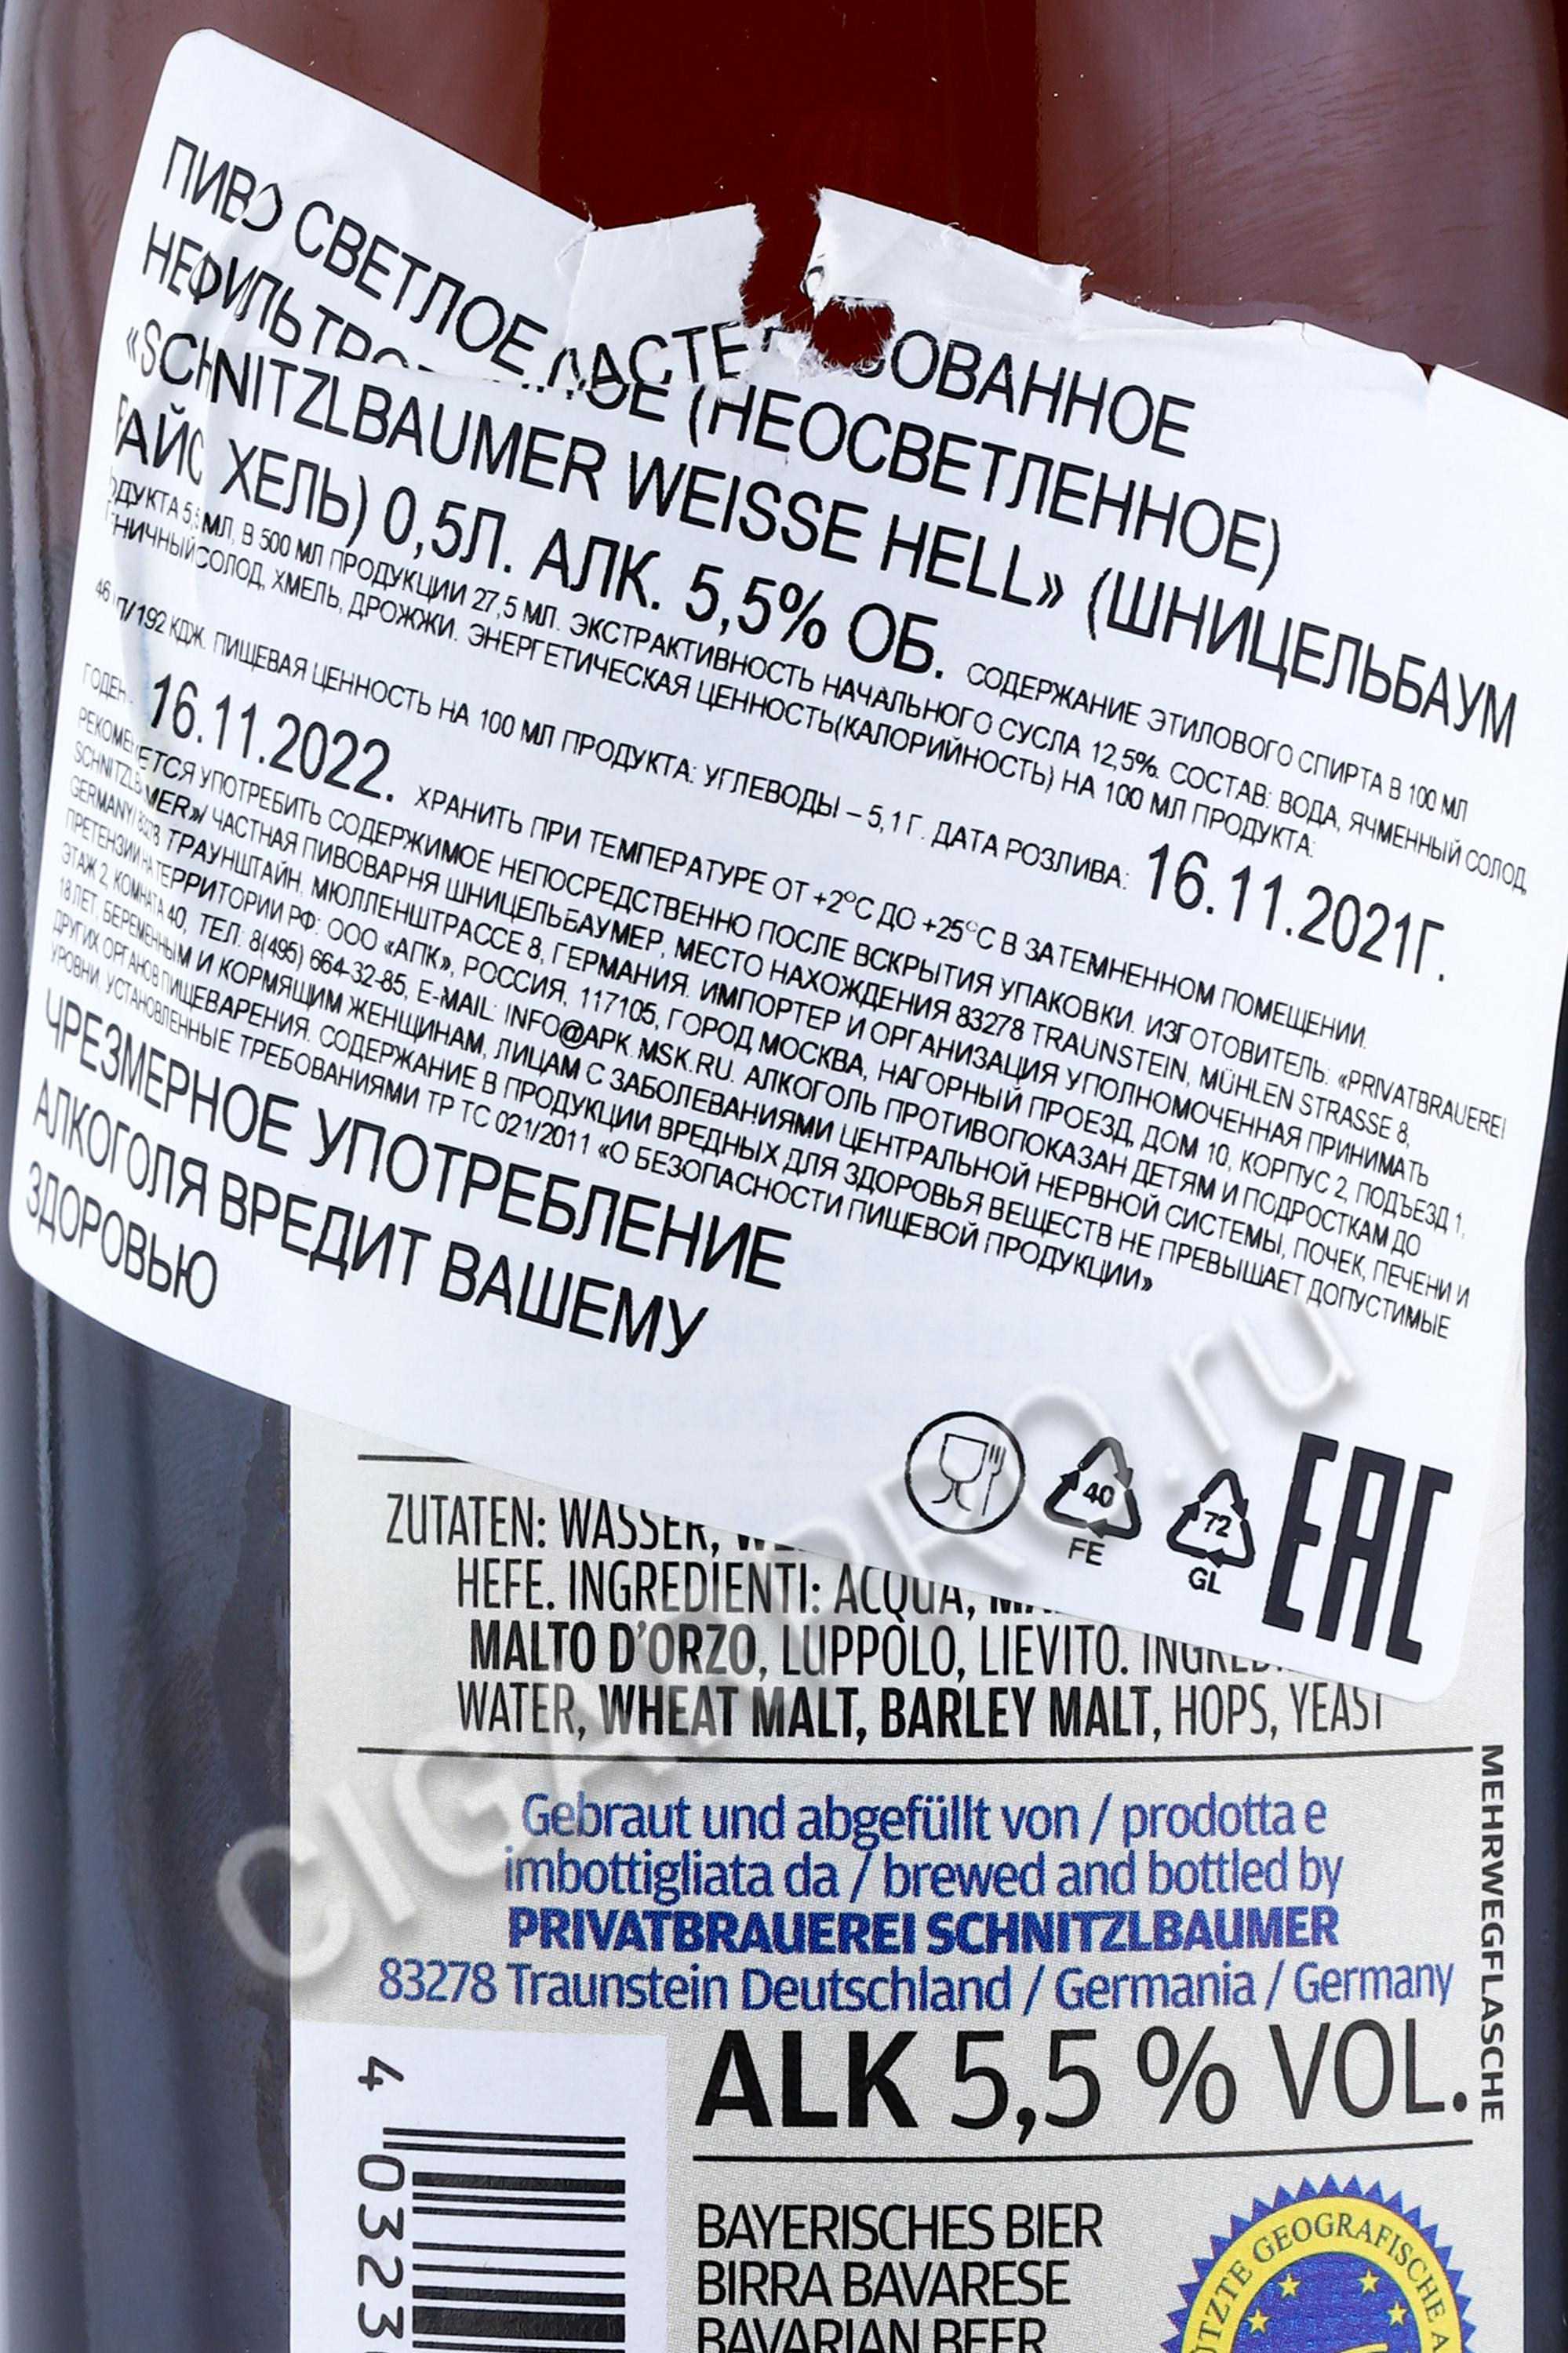 ПИВО СВЕТЛОЕ ОВАННОЕ
(НЕОСВЕТЛЕННОЕ)
«SCHNITZLBAUMER WEISSE HELL» (ШНИЦЕЛЬБАУМ
ХЕЛЬ) 0,5Л. АЛК. 5,5% ОБ. СОДЕРЖАНИЕ ЭТИЛОВОГО СПИРТА В 100 МЛ
МЛ, В 500 МЛ ПРОДУКЦИИ 27,5 МЛ. ЭКСТРАКТИВНОСТЬ НАЧАЛЬНОГО СУСЛА 12,5%. СОСТАВ: ВОДА, ЯЧМЕННЫЙ СОЛОД,
СОЛОД, ХМЕЛЬ, ДРОЖЖИ. ЭНЕРГЕТИЧЕСКАЯ ЦЕННОСТЬ(КАЛОРИЙНОСТЬ) НА 100 МЛ ПРОДУКТА:
192 КДЖ. ПИЩЕВАЯ ЦЕННОСТЬ НА 100 МЛ ПРОДУКТА: УГЛЕВОДЫ – 5,1 Г. ДАТА РОЗЛИВА: 16.11.2021Г.
16.11.2022. ХРАНИТЬ ПРИ ТЕМПЕРАТУРЕ ОТ +2°С ДО +25°С В ЗАТЕМНЕННОМ ПОМЕЩЕНИИ.
УПОТРЕБИТЬ СОДЕРЖИМОЕ НЕПОСРЕДСТВЕННО ПОСЛЕ ВСКРЫТИЯ УПАКОВКИ. ИЗГОТОВИТЕЛЬ: «PRIVATBRAUEREI
ЧАСТНАЯ ПИВОВАРНЯ ШНИЦЕЛЬБАУМЕР, МЕСТО НАХОЖДЕНИЯ 83278 TRAUNSTEIN, MÜHLEN STRASSE 8,
GERMANY/ 83278 ТРАУНШТАЙН, МЮЛЛЕНШТРАССЕ 8, ГЕРМАНИЯ. ИМПОРТЕР И ОРГАНИЗАЦИЯ УПОЛНОМОЧЕННАЯ ПРИНИМАТЬ
ПРЕТЕНЗИИ НА ТЕРРИТОРИИ РФ: ООО «АПК», РОССИЯ, 117105, ГОРОД МОСКВА, НАГОРНЫЙ ПРОЕЗД, ДОМ 10, КОРПУС 2, ПОДЪЕЗД 1,
ЭТАЖ 2, КОМНАТА 40, ТЕЛ: 8(495) 664-32-85, E-MAIL: INFO@APK.MSK.RU. АЛКОГОЛЬ ПРОТИВОПОКАЗАН ДЕТЯМ И ПОДРОСТКАМ ДО
18 ЛЕТ, БЕРЕМЕННЫМ И КОРМЯЩИМ ЖЕНЩИНАМ, ЛИЦАМ С ЗАБОЛЕВАНИЯМИ ЦЕНТРАЛЬНОЙ НЕРВНОЙ СИСТЕМЫ, ПОЧЕК, ПЕЧЕНИ И
ДРУГИХ ОРГАНОВ ПИЩЕВАРЕНИЯ. СОДЕРЖАНИЕ В ПРОДУКЦИИ ВРЕДНЫХ ДЛЯ ЗДОРОВЬЯ ВЕЩЕСТВ НЕ ПРЕВЫШАЕТ ДОПУСТИМЫЕ
УРОВНИ, УСТАНОВЛЕННЫЕ ТРЕБОВАНИЯМИ ТР ТС 021/2011 «О БЕЗОПАСНОСТИ ПИЩЕВОЙ ПРОДУКЦИИ»
ЧРЕЗМЕРНОЕ УПОТРЕБЛЕНИЕ
АЛКОГОЛЯ ВРЕДИТ ВАШЕМУ
ЗДОРОВЬЮ
40
FE
72
GL
EAC
ZUTATEN: WASSER,
HEFE. INGREDIENTI: ACQUA,
MALTO D'ORZO, LUPPOLO, LIEVITO.
WATER, WHEAT MALT, BARLEY MALT, HOPS, YEAST
Gebraut und abgefüllt von / prodotta e
imbottigliata da / brewed and bottled by
PRIVATBRAUEREI SCHNITZLBAUMER
83278 Traunstein Deutschland / Germania / Germany
MEHRWEGFLASCHE
ALK 5,5 % VOL.
4 0323
BAYERISCHES BIER
BIRRA BAVARESE
BAVARIAN BEER
GEOGRAFISCHE
CIGARPRO.ru